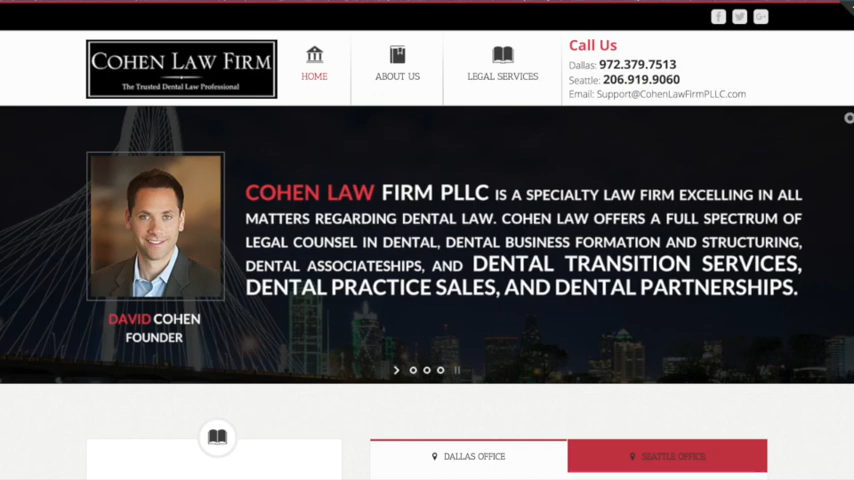 COHEN LAW FIRM
The Trusted Dental Law Professional
HOME
ABOUT US
LEGAL SERVICES
Call Us
Dallas: 972.379.7513
Seattle: 206.919.9060
Email: Support@CohenLawFirmPLLC.com
COHEN LAW FIRM PLLC IS A SPECIALTY LAW FIRM EXCELLING IN ALL
MATTERS REGARDING DENTAL LAW. COHEN LAW OFFERS A FULL SPECTRUM OF
LEGAL COUNSEL IN DENTAL, DENTAL BUSINESS FORMATION AND STRUCTURING,
DENTAL ASSOCIATESHIPS, AND DENTAL TRANSITION SERVICES,
DENTAL PRACTICE SALES, AND DENTAL PARTNERSHIPS.
DAVID COHEN
FOUNDER
DALLAS OFFICE
SEATTLE OFFICE